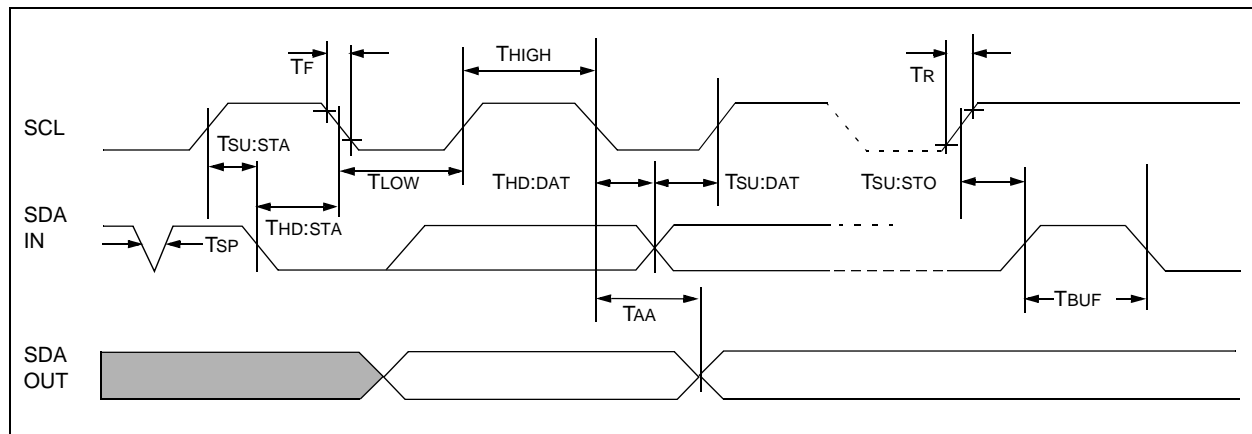 TF
THIGH
TR
SCL
TSU:STA
TLOW
THD:DAT
TSU:DAT
TSU:STO
SDA
IN
THD:STA
TSP
TBUF
TAA
SDA
OUT